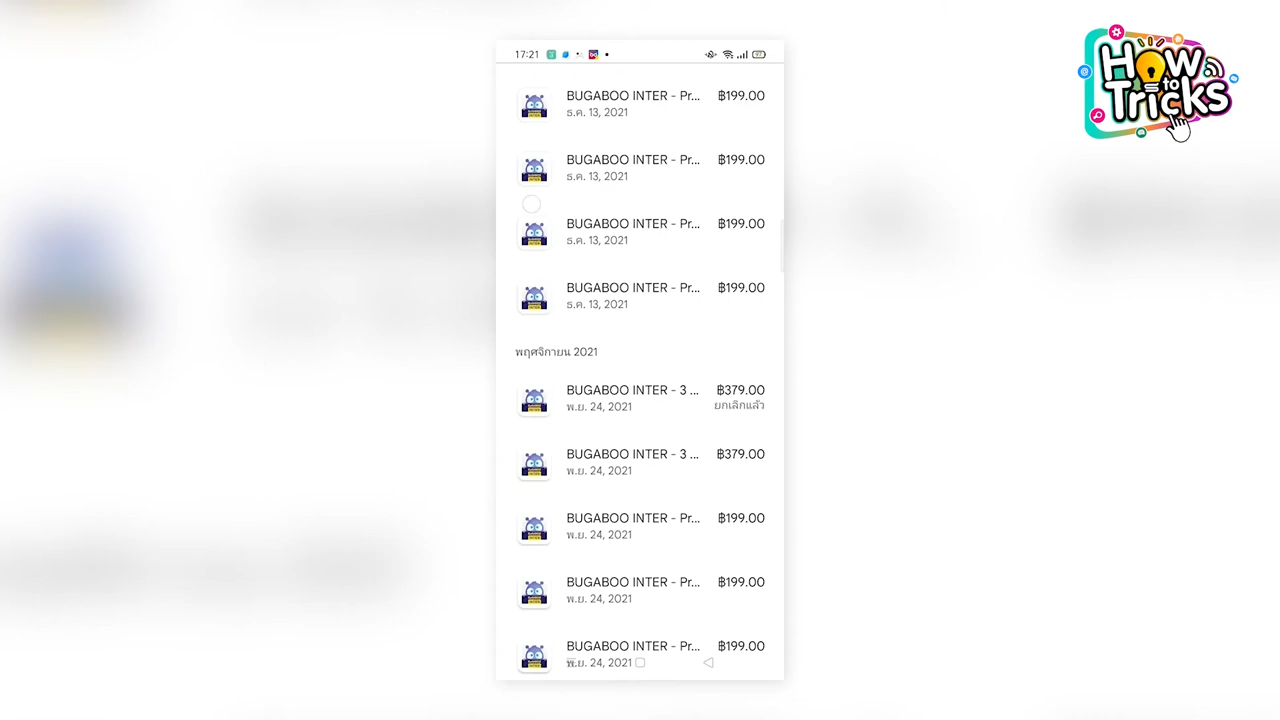 17:21
How
to
Tricks
BUGABOO INTER - Pr... ฿199.00
ธ.ค. 13, 2021
BUGABOO INTER - Pr... ฿199.00
ธ.ค. 13, 2021
BUGABOO INTER - Pr... ฿199.00
ธ.ค. 13, 2021
BUGABOO INTER - Pr... ฿199.00
ธ.ค. 13, 2021
พฤศจิกายน 2021
BUGABOO INTER - 3 ... ฿379.00
พ.ย. 24, 2021 ยกเลิกแล้ว
BUGABOO INTER - 3 ... ฿379.00
พ.ย. 24, 2021
BUGABOO INTER - Pr... ฿199.00
พ.ย. 24, 2021
BUGABOO INTER - Pr... ฿199.00
พ.ย. 24, 2021
BUGABOO INTER - Pr... ฿199.00
พ.ย. 24, 2021